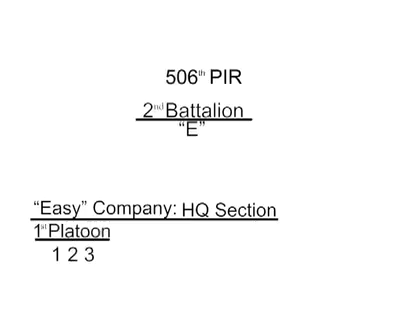 506th PIR
2nd Battalion
“E”
“Easy” Company: HQ Section
1st Platoon
1 2 3